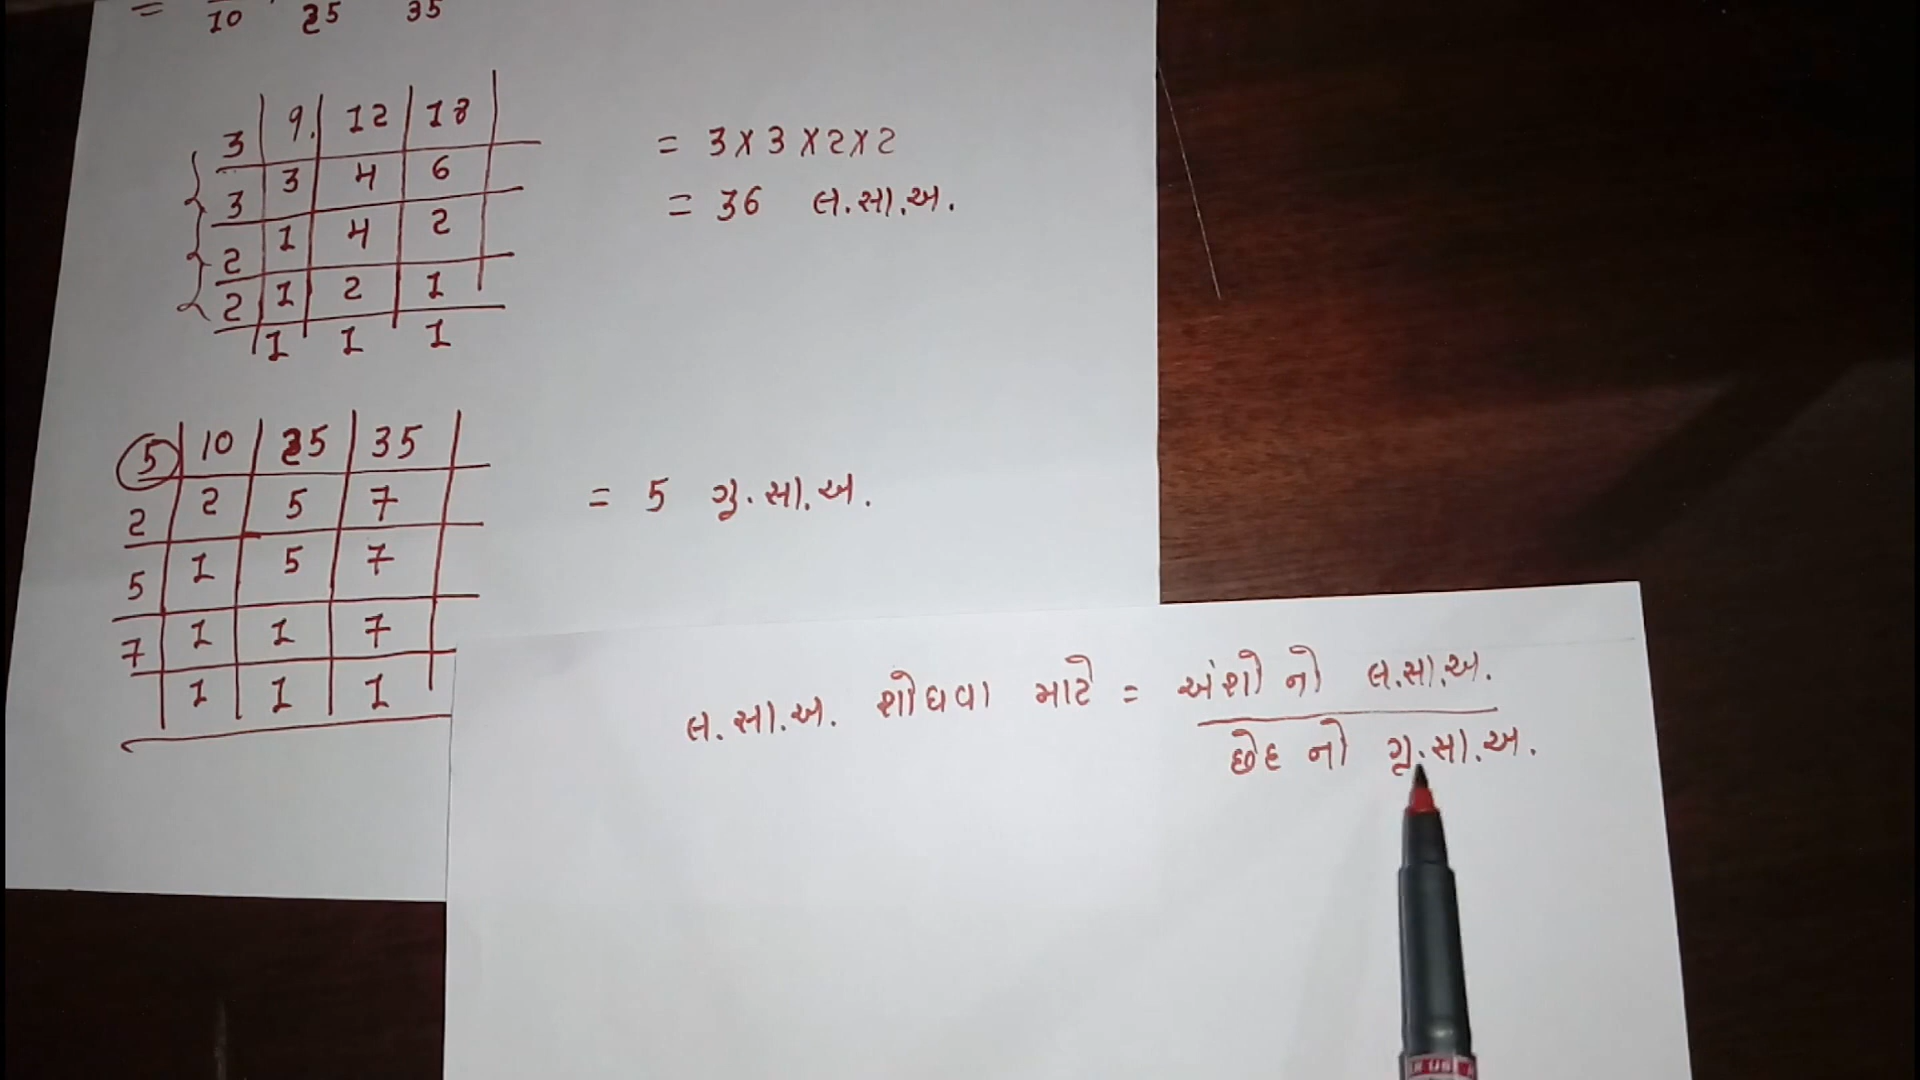 = 10 25 35
3 9. 12 18
3 3 4 6
2 1 4 2
2 1 2 1
1 1 1
= 3 X 3 X 2 X 2
= 36 લ.સા.અ.
5 10 25 35
2 2 5 7
5 1 5 7
7 1 1 7
1 1 1
= 5 ગુ.સા.અ.
લ.સા.અ. શોધવા માટે = અંશો નો લ.સા.અ.
છેદ નો ગુ.સા.અ.